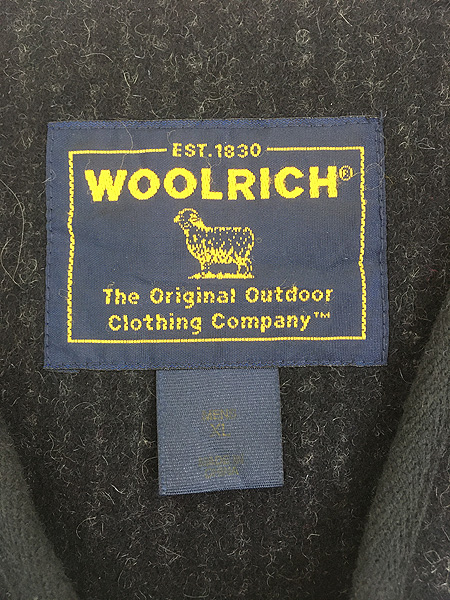 EST. 1830
WOOLRICH®
The Original Outdoor
Clothing Company™